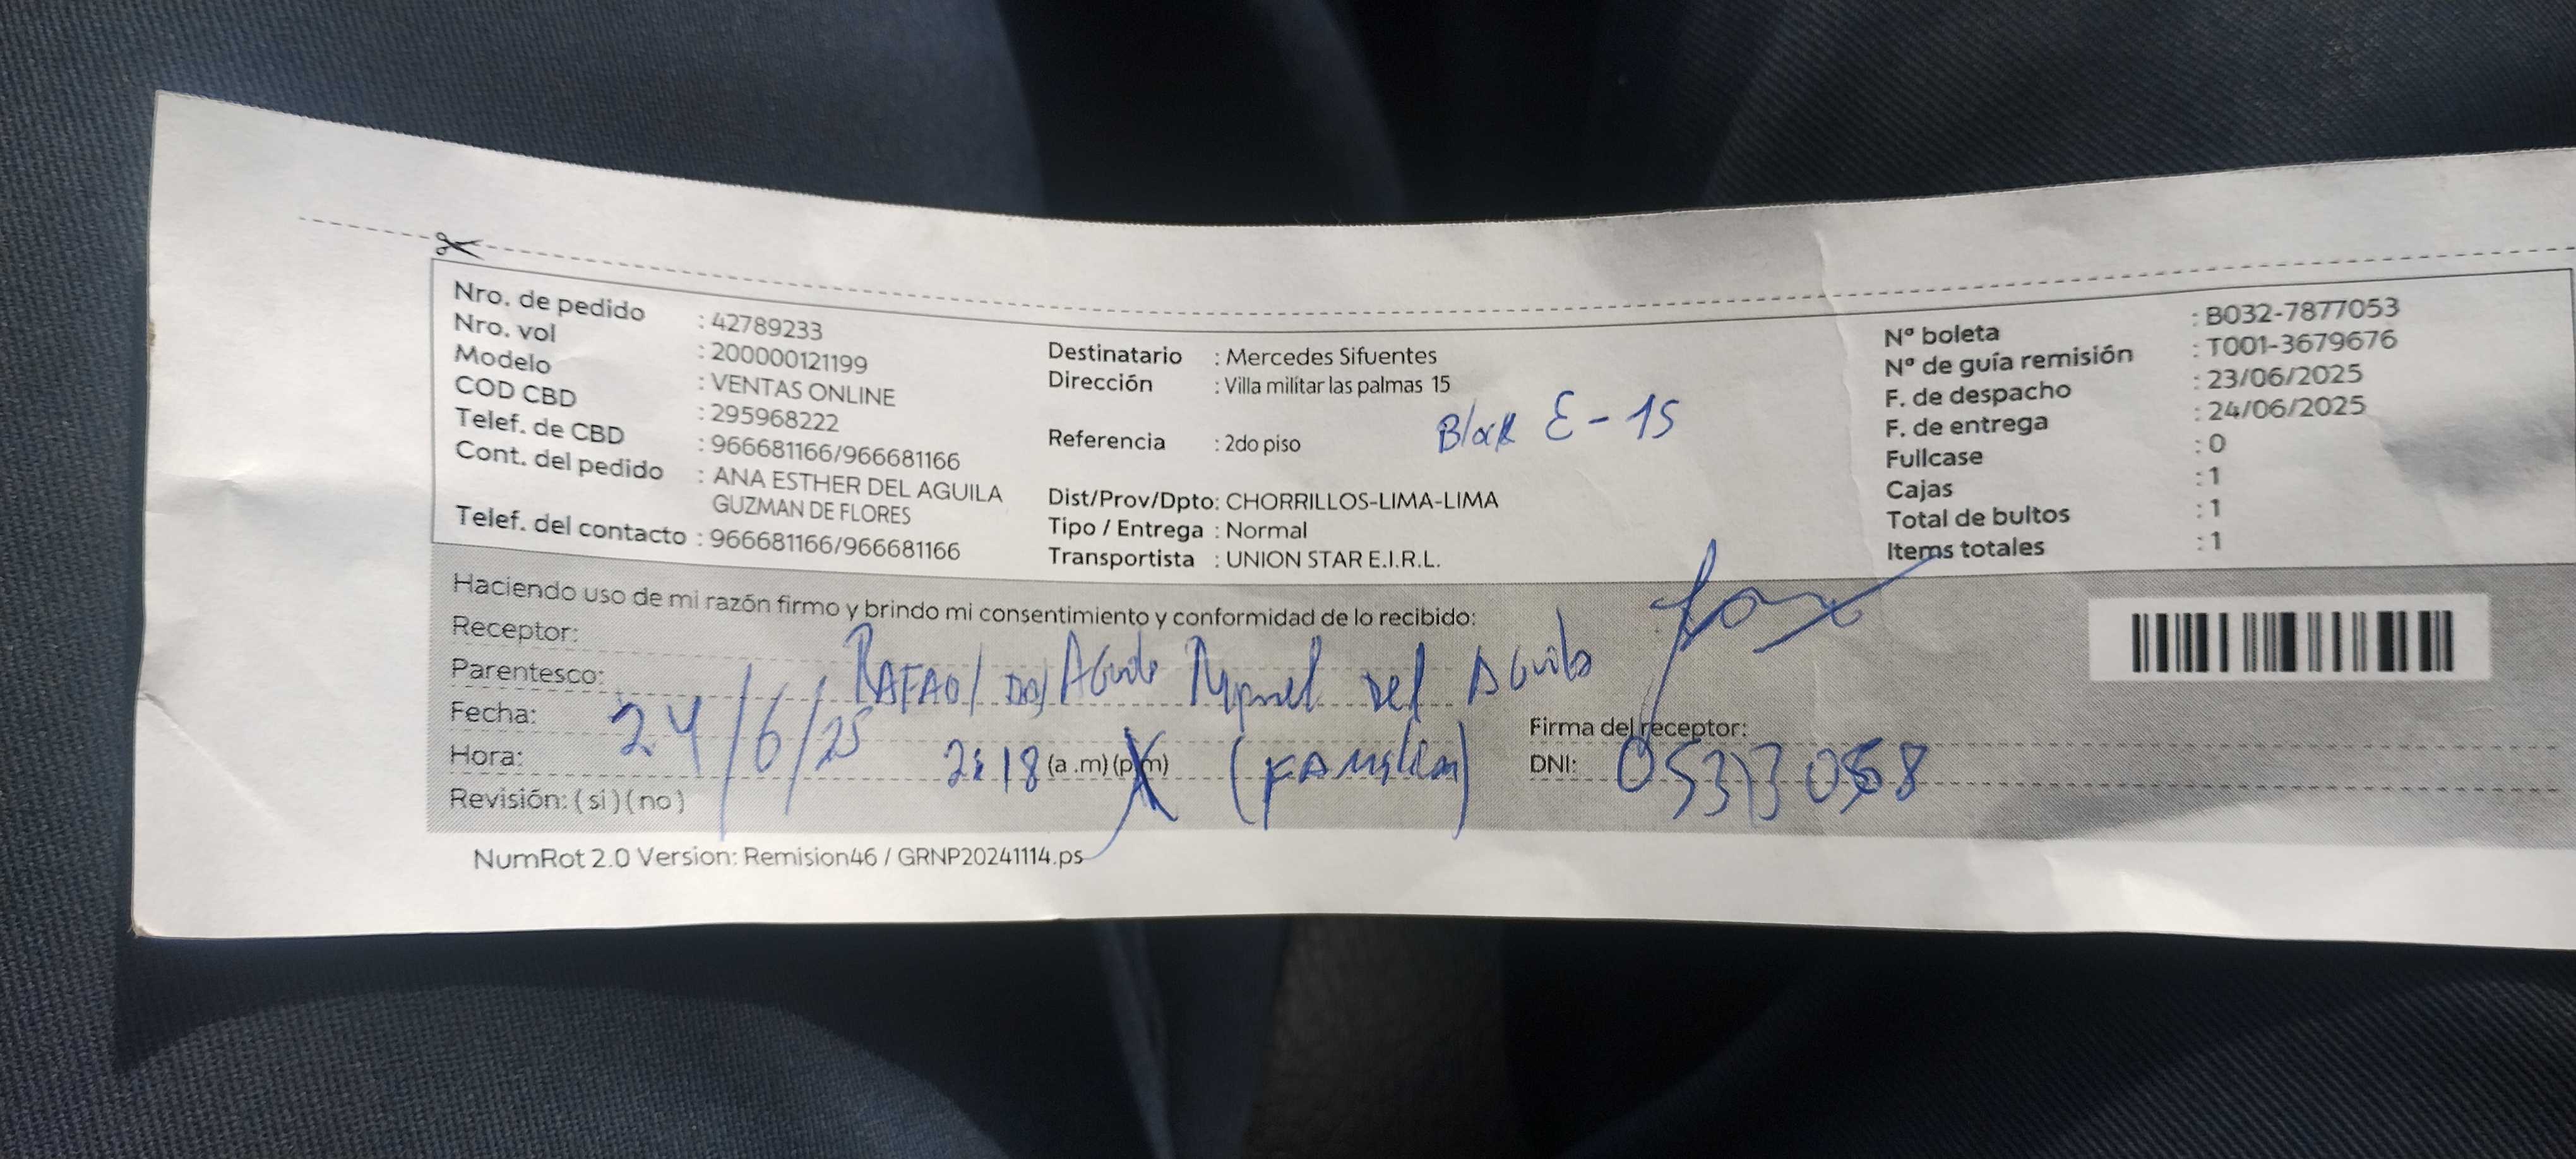 Nro. de pedido : 42789233
Nro. vol : 200000121199
Modelo : VENTAS ONLINE
COD CBD : 295968222
Telef. de CBD : 966681166/966681166
Cont. del pedido : ANA ESTHER DEL AGUILA
GUZMAN DE FLORES
Telef. del contacto : 966681166/966681166
Destinatario : Mercedes Sifuentes
Dirección : Villa militar las palmas 15
Block E-15
Referencia : 2do piso
Dist/Prov/Dpto: CHORRILLOS-LIMA-LIMA
Tipo / Entrega : Normal
Transportista : UNION STAR E.I.R.L.
Nº boleta : B032-7877053
Nº de guía remisión : T001-3679676
F. de despacho : 23/06/2025
F. de entrega : 24/06/2025
Fullcase : 0
Cajas : 1
Total de bultos : 1
Items totales : 1
Haciendo uso de mi razón firmo y brindo mi consentimiento y conformidad de lo recibido:
Receptor:
Parentesco: del Aguila
Fecha: 24/6/25
Firma del receptor:
Hora: 2:18 (a .m) (p.m)
DNI:
Revisión: ( si ) ( no )
NumRot 2.0 Version: Remision46 / GRNP20241114.ps